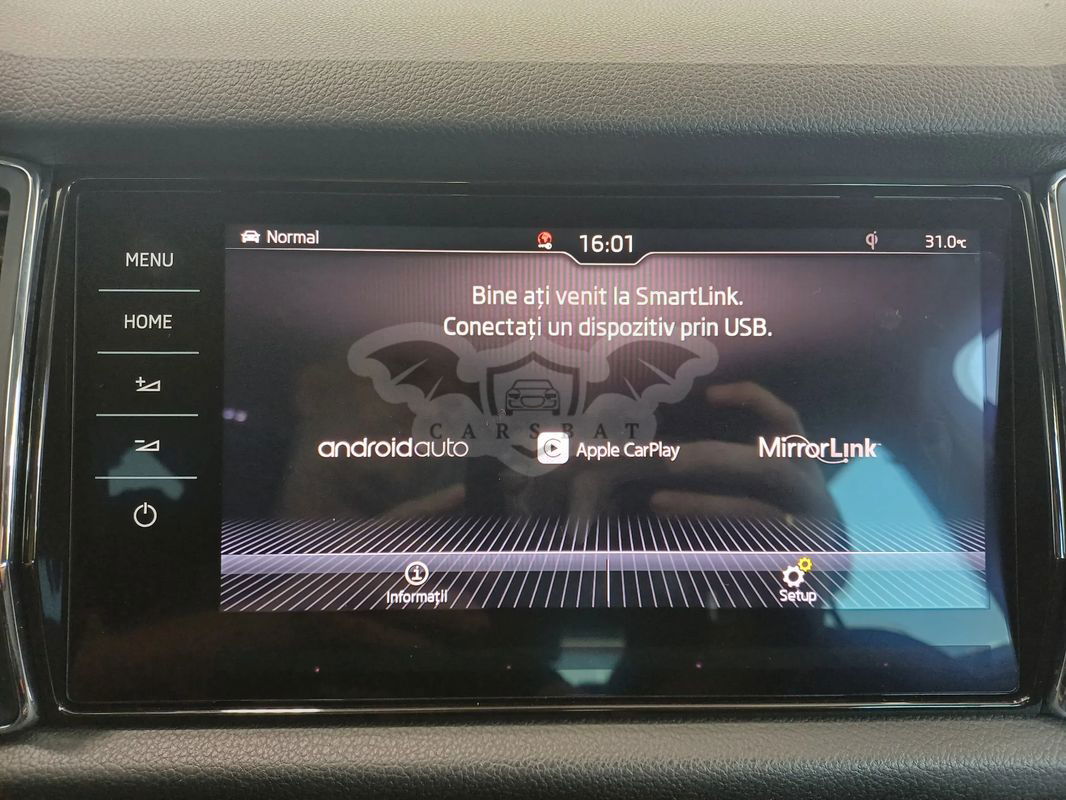 Normal
16:01
31.0°C
MENU
HOME
Bine ați venit la SmartLink.
Conectați un dispozitiv prin USB.
CARSBAT
androidauto
Apple CarPlay
MirrorLink™
Informații
Setup